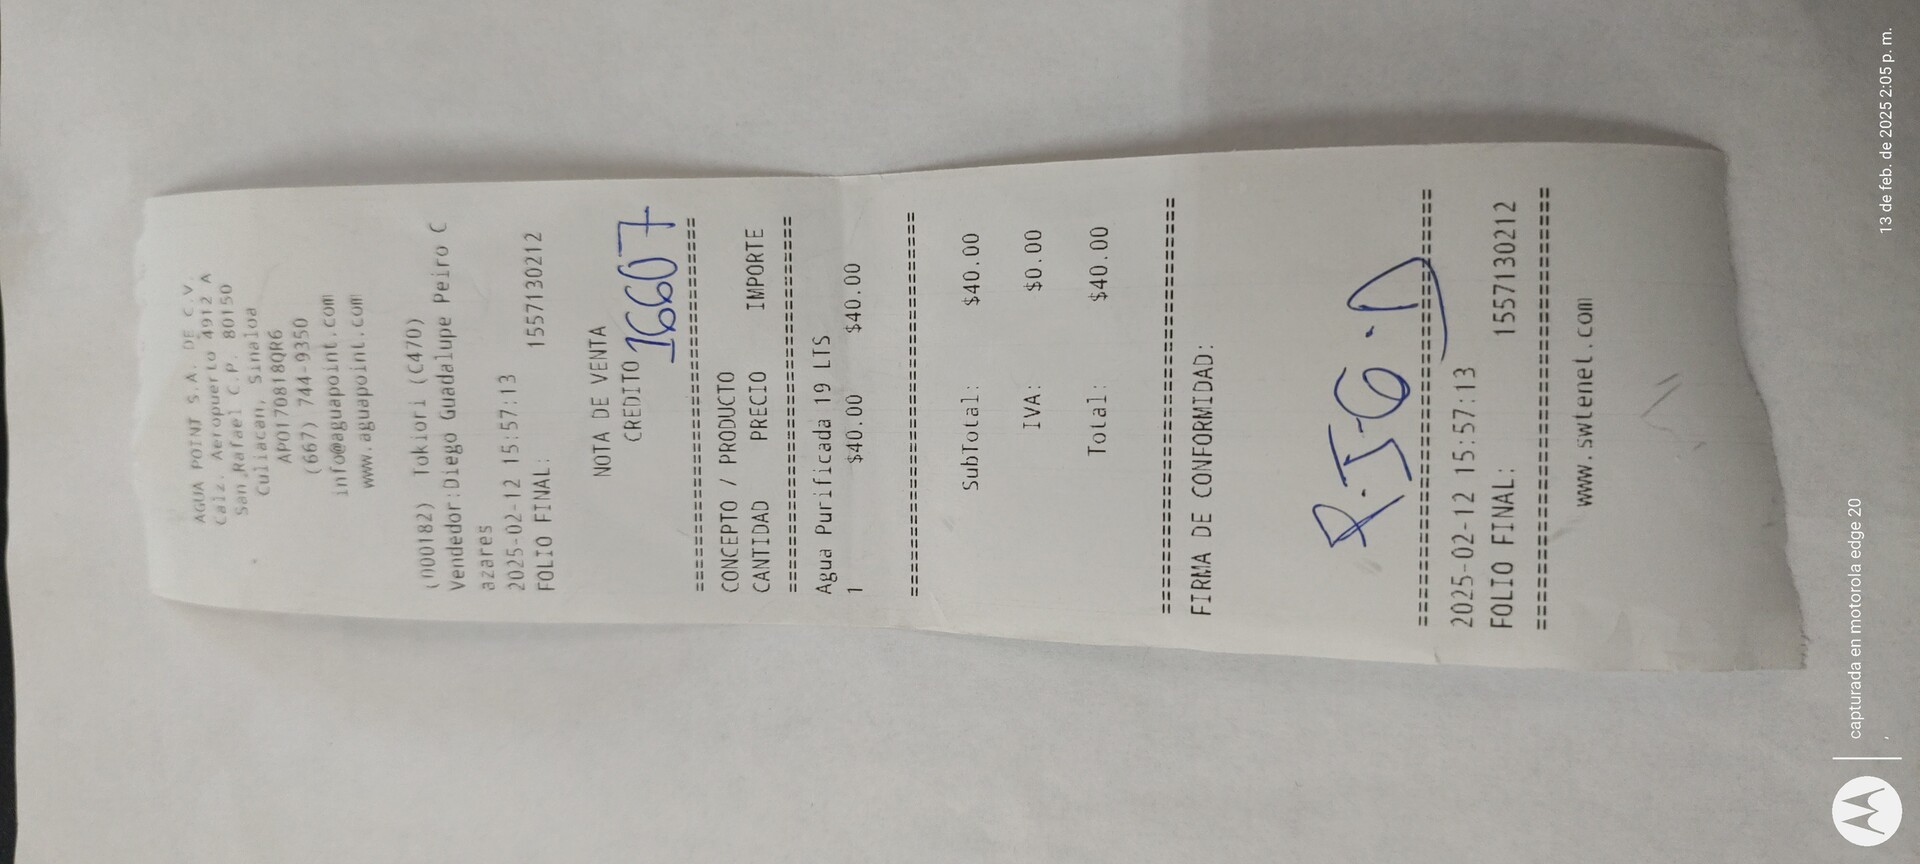 AGUA POINT S.A. DE C.V.
Calz. Aeropuerto 4912 A
San Rafael C.P. 80150
Culiacan, Sinaloa
APO170818QR6
(667) 744-9350
info@aguapoint.com
www.aguapoint.com
(000182) Tokiori (C470)
Vendedor:Diego Guadalupe Peiro C
azares
2025-02-12 15:57:13
FOLIO FINAL: 1557130212
NOTA DE VENTA
CREDITO 16607
================================
CONCEPTO / PRODUCTO
CANTIDAD PRECIO IMPORTE
================================
Agua Purificada 19 LTS
1 $40.00 $40.00
================================
SubTotal: $40.00
IVA: $0.00
Total: $40.00
================================
FIRMA DE CONFORMIDAD:
================================
2025-02-12 15:57:13
FOLIO FINAL: 1557130212
================================
www.swtenet.com
capturada en motorola edge 20
13 de feb. de 2025 2:05 p. m.